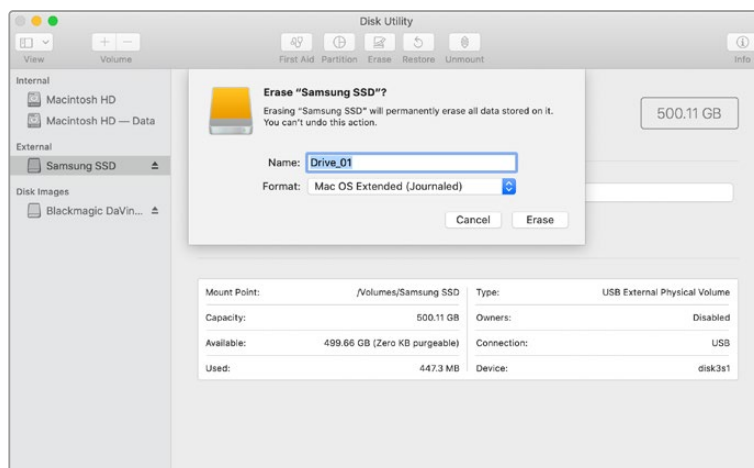 Disk Utility
View
Volume
First Aid
Partition
Erase
Restore
Unmount
Info
Internal
Macintosh HD
Macintosh HD — Data
External
Samsung SSD
Disk Images
Blackmagic DaVin...
Erase “Samsung SSD”?
Erasing “Samsung SSD” will permanently erase all data stored on it.
You can’t undo this action.
Name: Drive_01
Format: Mac OS Extended (Journaled)
Cancel
Erase
500.11 GB
Mount Point: /Volumes/Samsung SSD
Type: USB External Physical Volume
Capacity: 500.11 GB
Owners: Disabled
Available: 499.66 GB (Zero KB purgeable)
Connection: USB
Used: 447.3 MB
Device: disk3s1